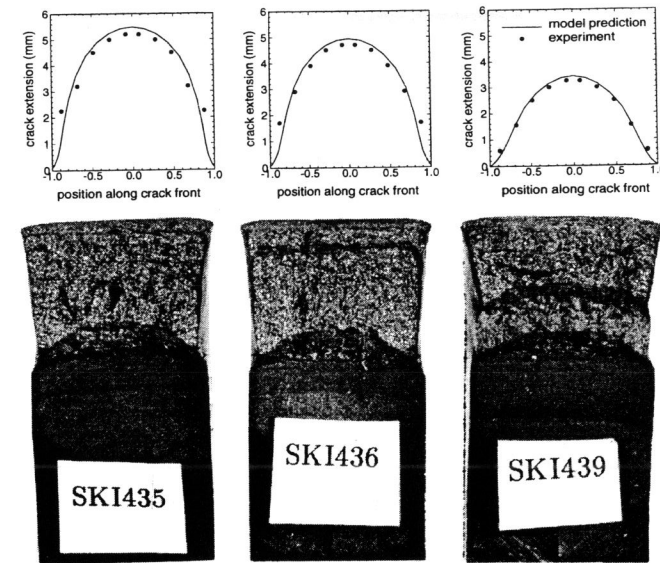 crack extension (mm)
6
5
4
3
2
1
0
-1.0 -0.5 0.0 0.5 1.0
position along crack front
crack extension (mm)
6
5
4
3
2
1
0
-1.0 -0.5 0.0 0.5 1.0
position along crack front
crack extension (mm)
6
5
4
3
2
1
0
-1.0 -0.5 0.0 0.5 1.0
position along crack front
model prediction
experiment
SKI435
SKI436
SKI439